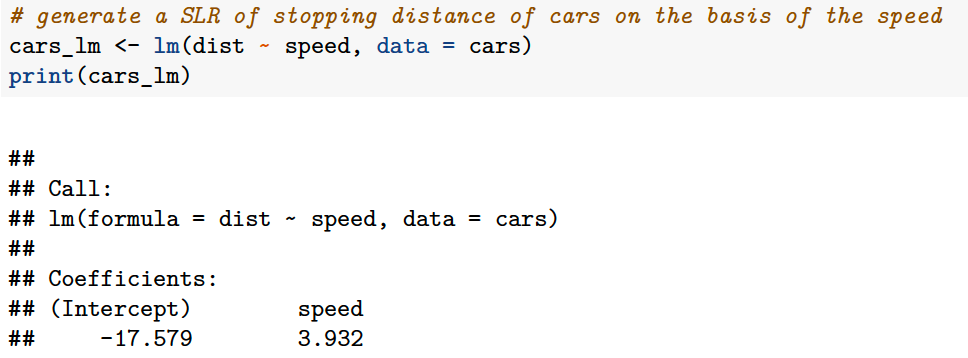 # generate a SLR of stopping distance of cars on the basis of the speed
cars_lm <- lm(dist ~ speed, data = cars)
print(cars_lm)
##
## Call:
## lm(formula = dist ~ speed, data = cars)
##
## Coefficients:
## (Intercept)        speed
##     -17.579        3.932